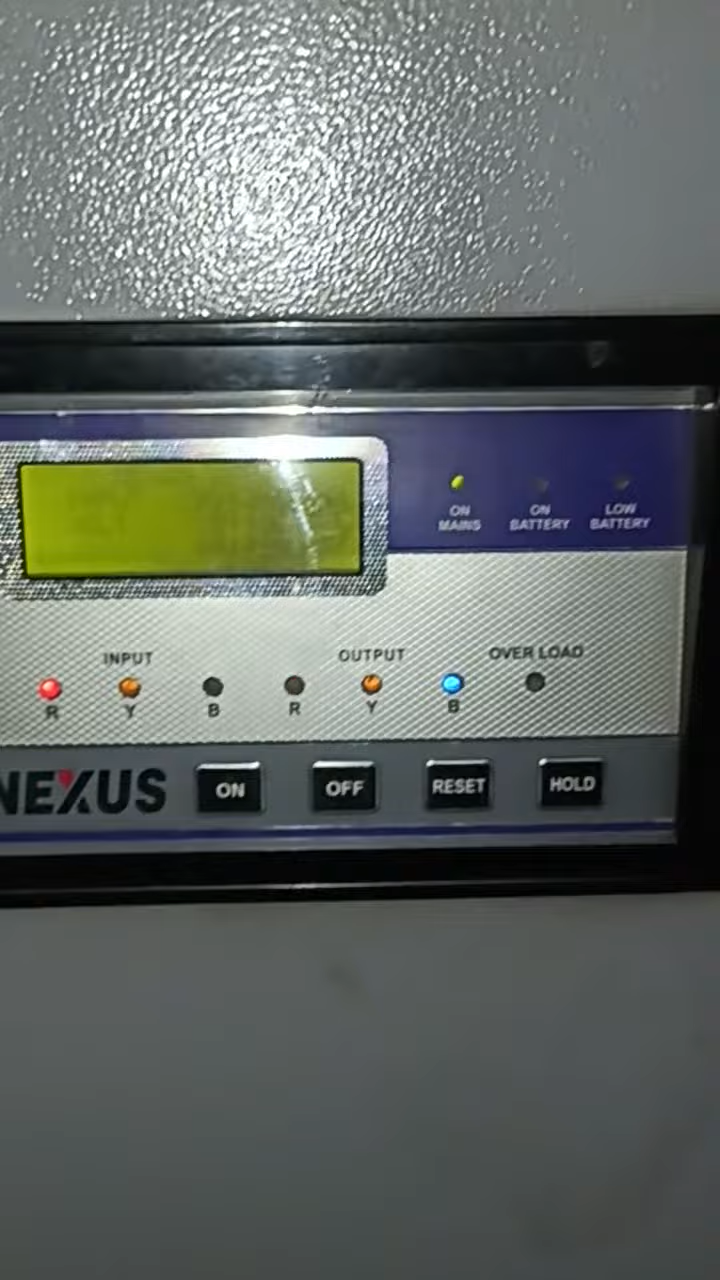 ON MAINS
ON BATTERY
LOW BATTERY
INPUT
OUTPUT
OVER LOAD
R Y B R Y B
NEXUS
ON OFF RESET HOLD